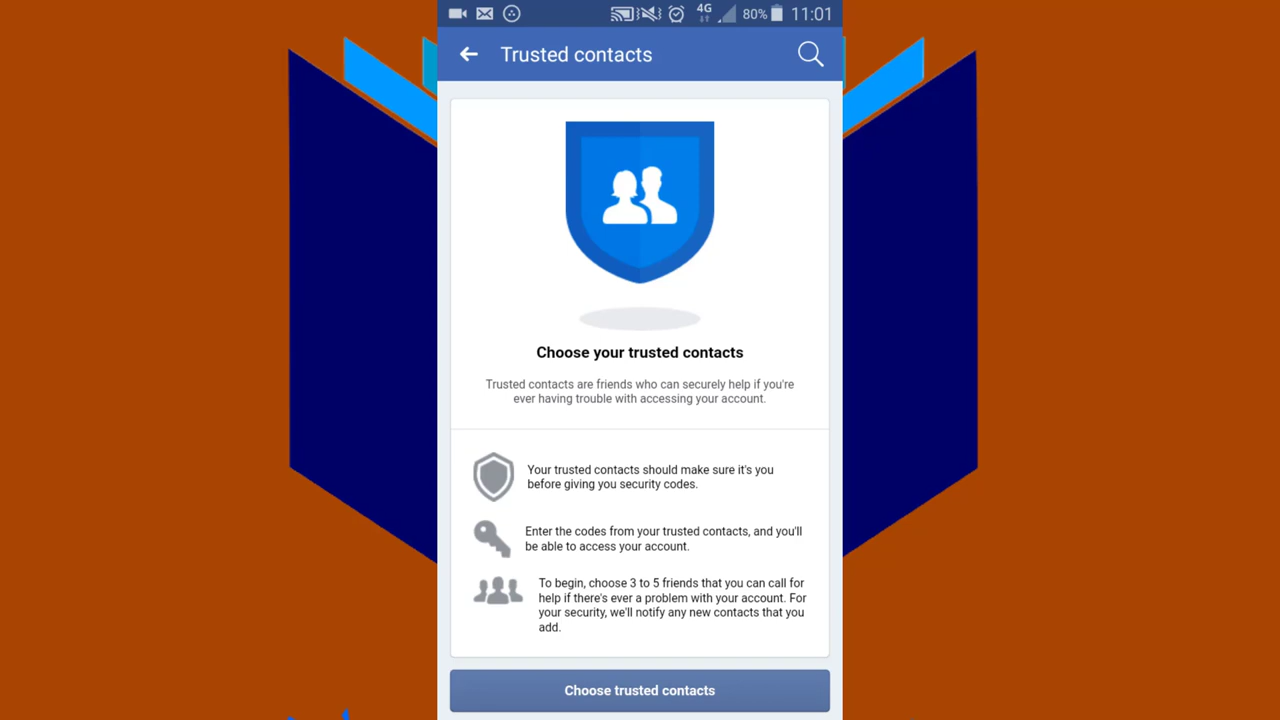 4G 80% 11:01
Trusted contacts
Choose your trusted contacts
Trusted contacts are friends who can securely help if you're
ever having trouble with accessing your account.
Your trusted contacts should make sure it's you
before giving you security codes.
Enter the codes from your trusted contacts, and you'll
be able to access your account.
To begin, choose 3 to 5 friends that you can call for
help if there's ever a problem with your account. For
your security, we'll notify any new contacts that you
add.
Choose trusted contacts